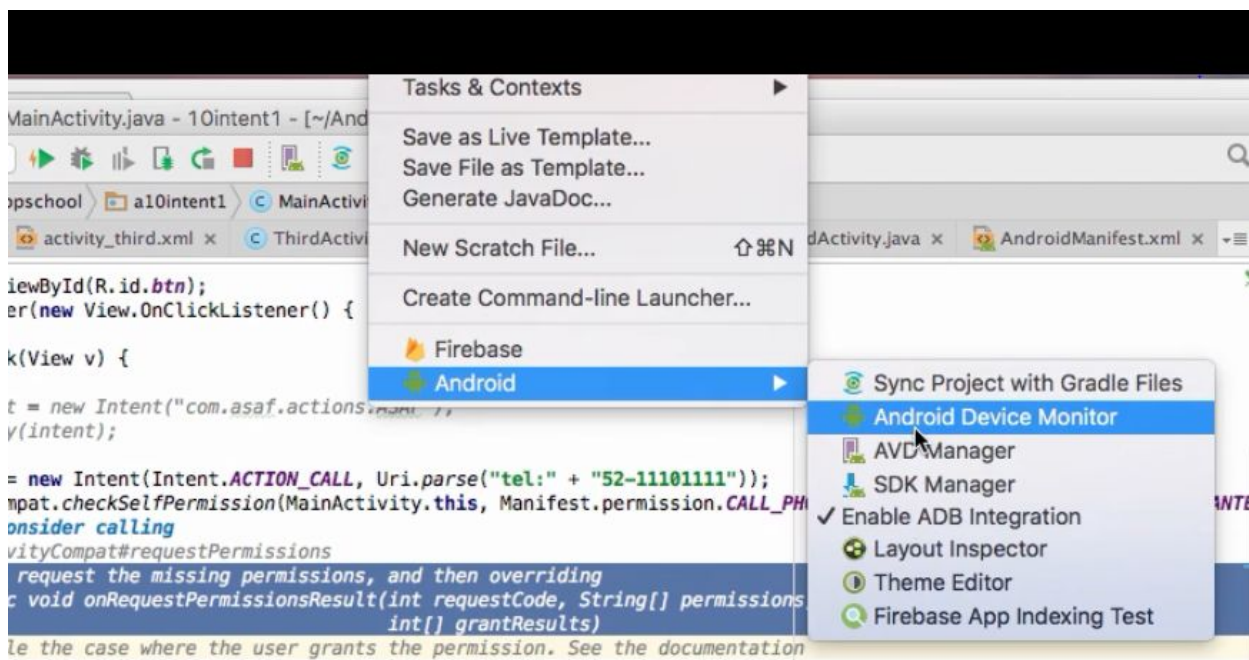 Tasks & Contexts
MainActivity.java - 10intent1 - [~/And
Save as Live Template...
Save File as Template...
Generate JavaDoc...
opschool a10intent1 MainActivi
activity_third.xml ThirdActivi dActivity.java AndroidManifest.xml
New Scratch File... ⇧⌘N
Create Command-line Launcher...
Firebase
Android
Sync Project with Gradle Files
Android Device Monitor
AVD Manager
SDK Manager
Enable ADB Integration
Layout Inspector
Theme Editor
Firebase App Indexing Test
iewById(R.id.btn);
er(new View.OnClickListener() {
k(View v) {
t = new Intent("com.asaf.actions.ASAF");
y(intent);
= new Intent(Intent.ACTION_CALL, Uri.parse("tel:" + "52-11101111"));
mpat.checkSelfPermission(MainActivity.this, Manifest.permission.CALL_PH ANTE
onsider calling
vityCompat#requestPermissions
request the missing permissions, and then overriding
c void onRequestPermissionsResult(int requestCode, String[] permissions
int[] grantResults)
le the case where the user grants the permission. See the documentation